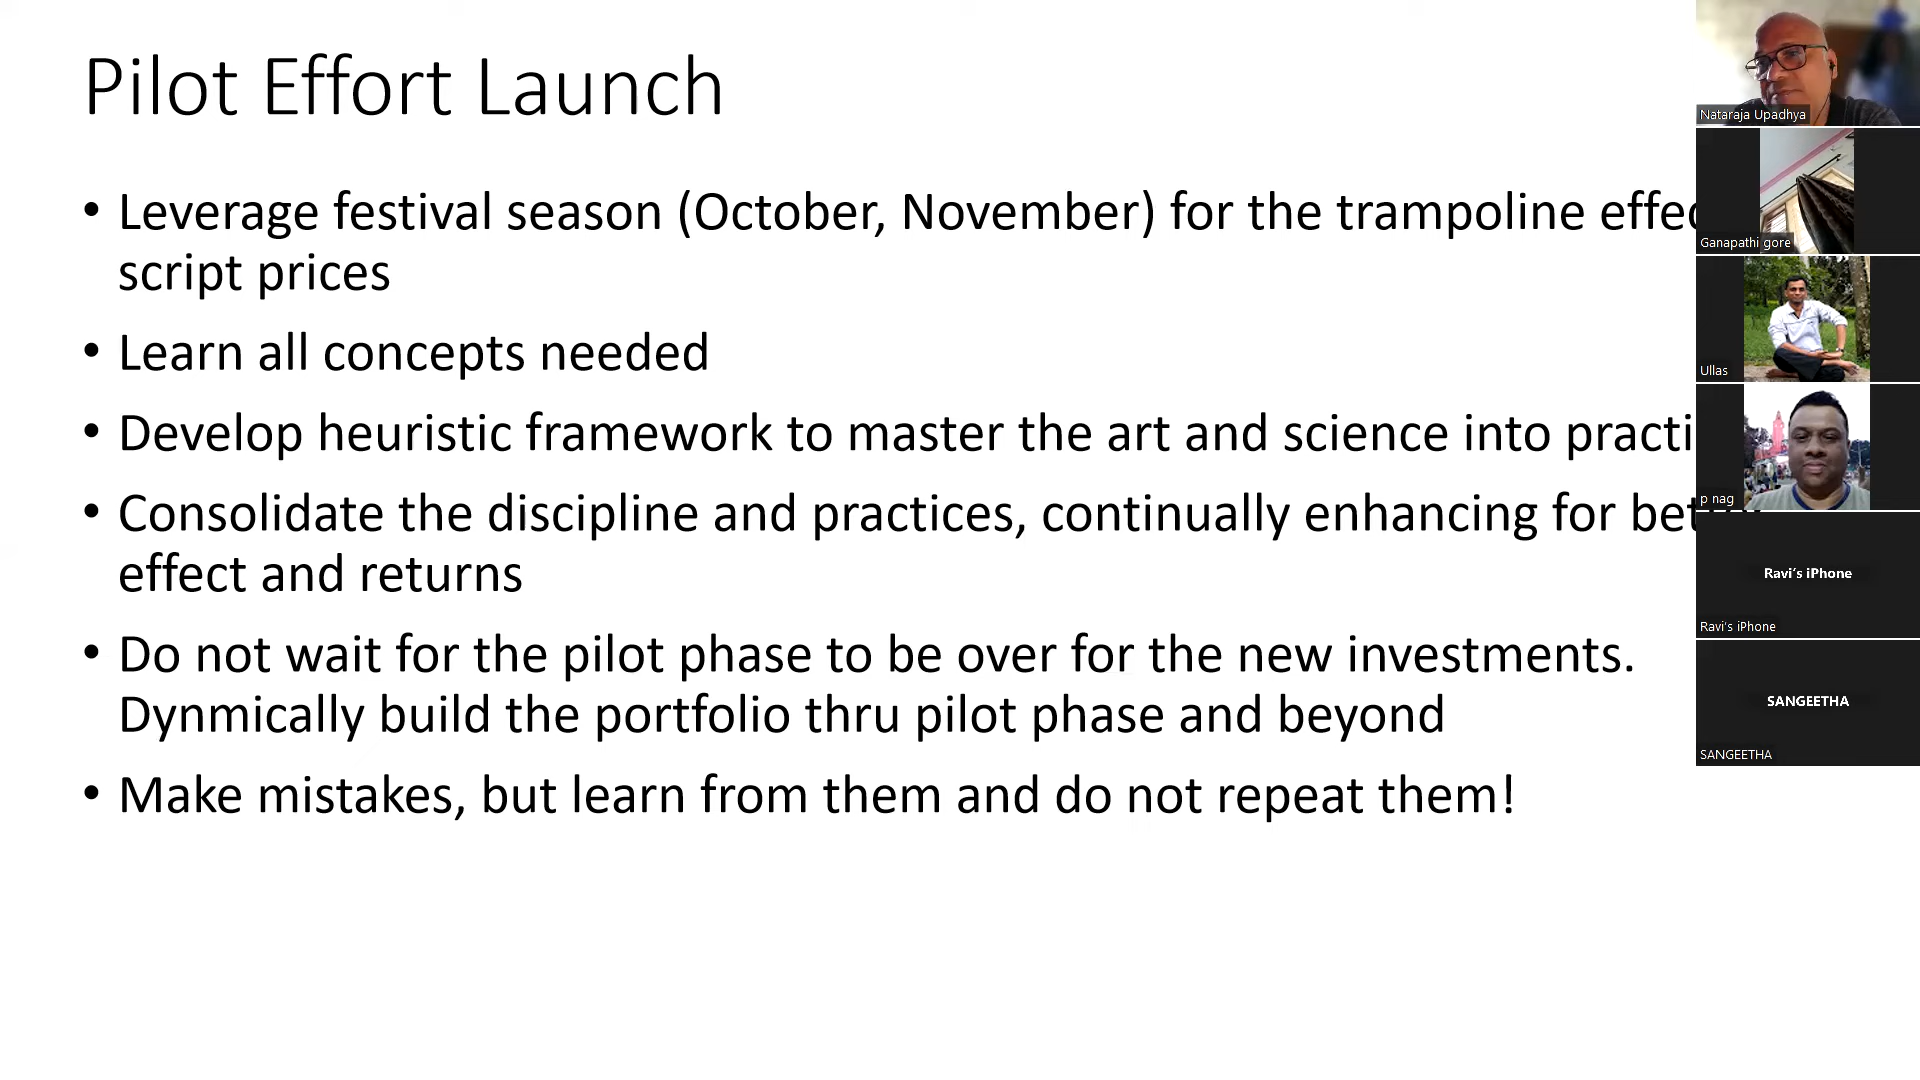 Pilot Effort Launch
• Leverage festival season (October, November) for the trampoline
script prices
• Learn all concepts needed
• Develop heuristic framework to master the art and science into
• Consolidate the discipline and practices, continually enhancing for
effect and returns
• Do not wait for the pilot phase to be over for the new investments.
Dynmically build the portfolio thru pilot phase and beyond
• Make mistakes, but learn from them and do not repeat them!
Nataraja Upadhya
Ganapathi gore
Ullas
p nag
Ravi's iPhone
Ravi's iPhone
SANGEETHA
SANGEETHA